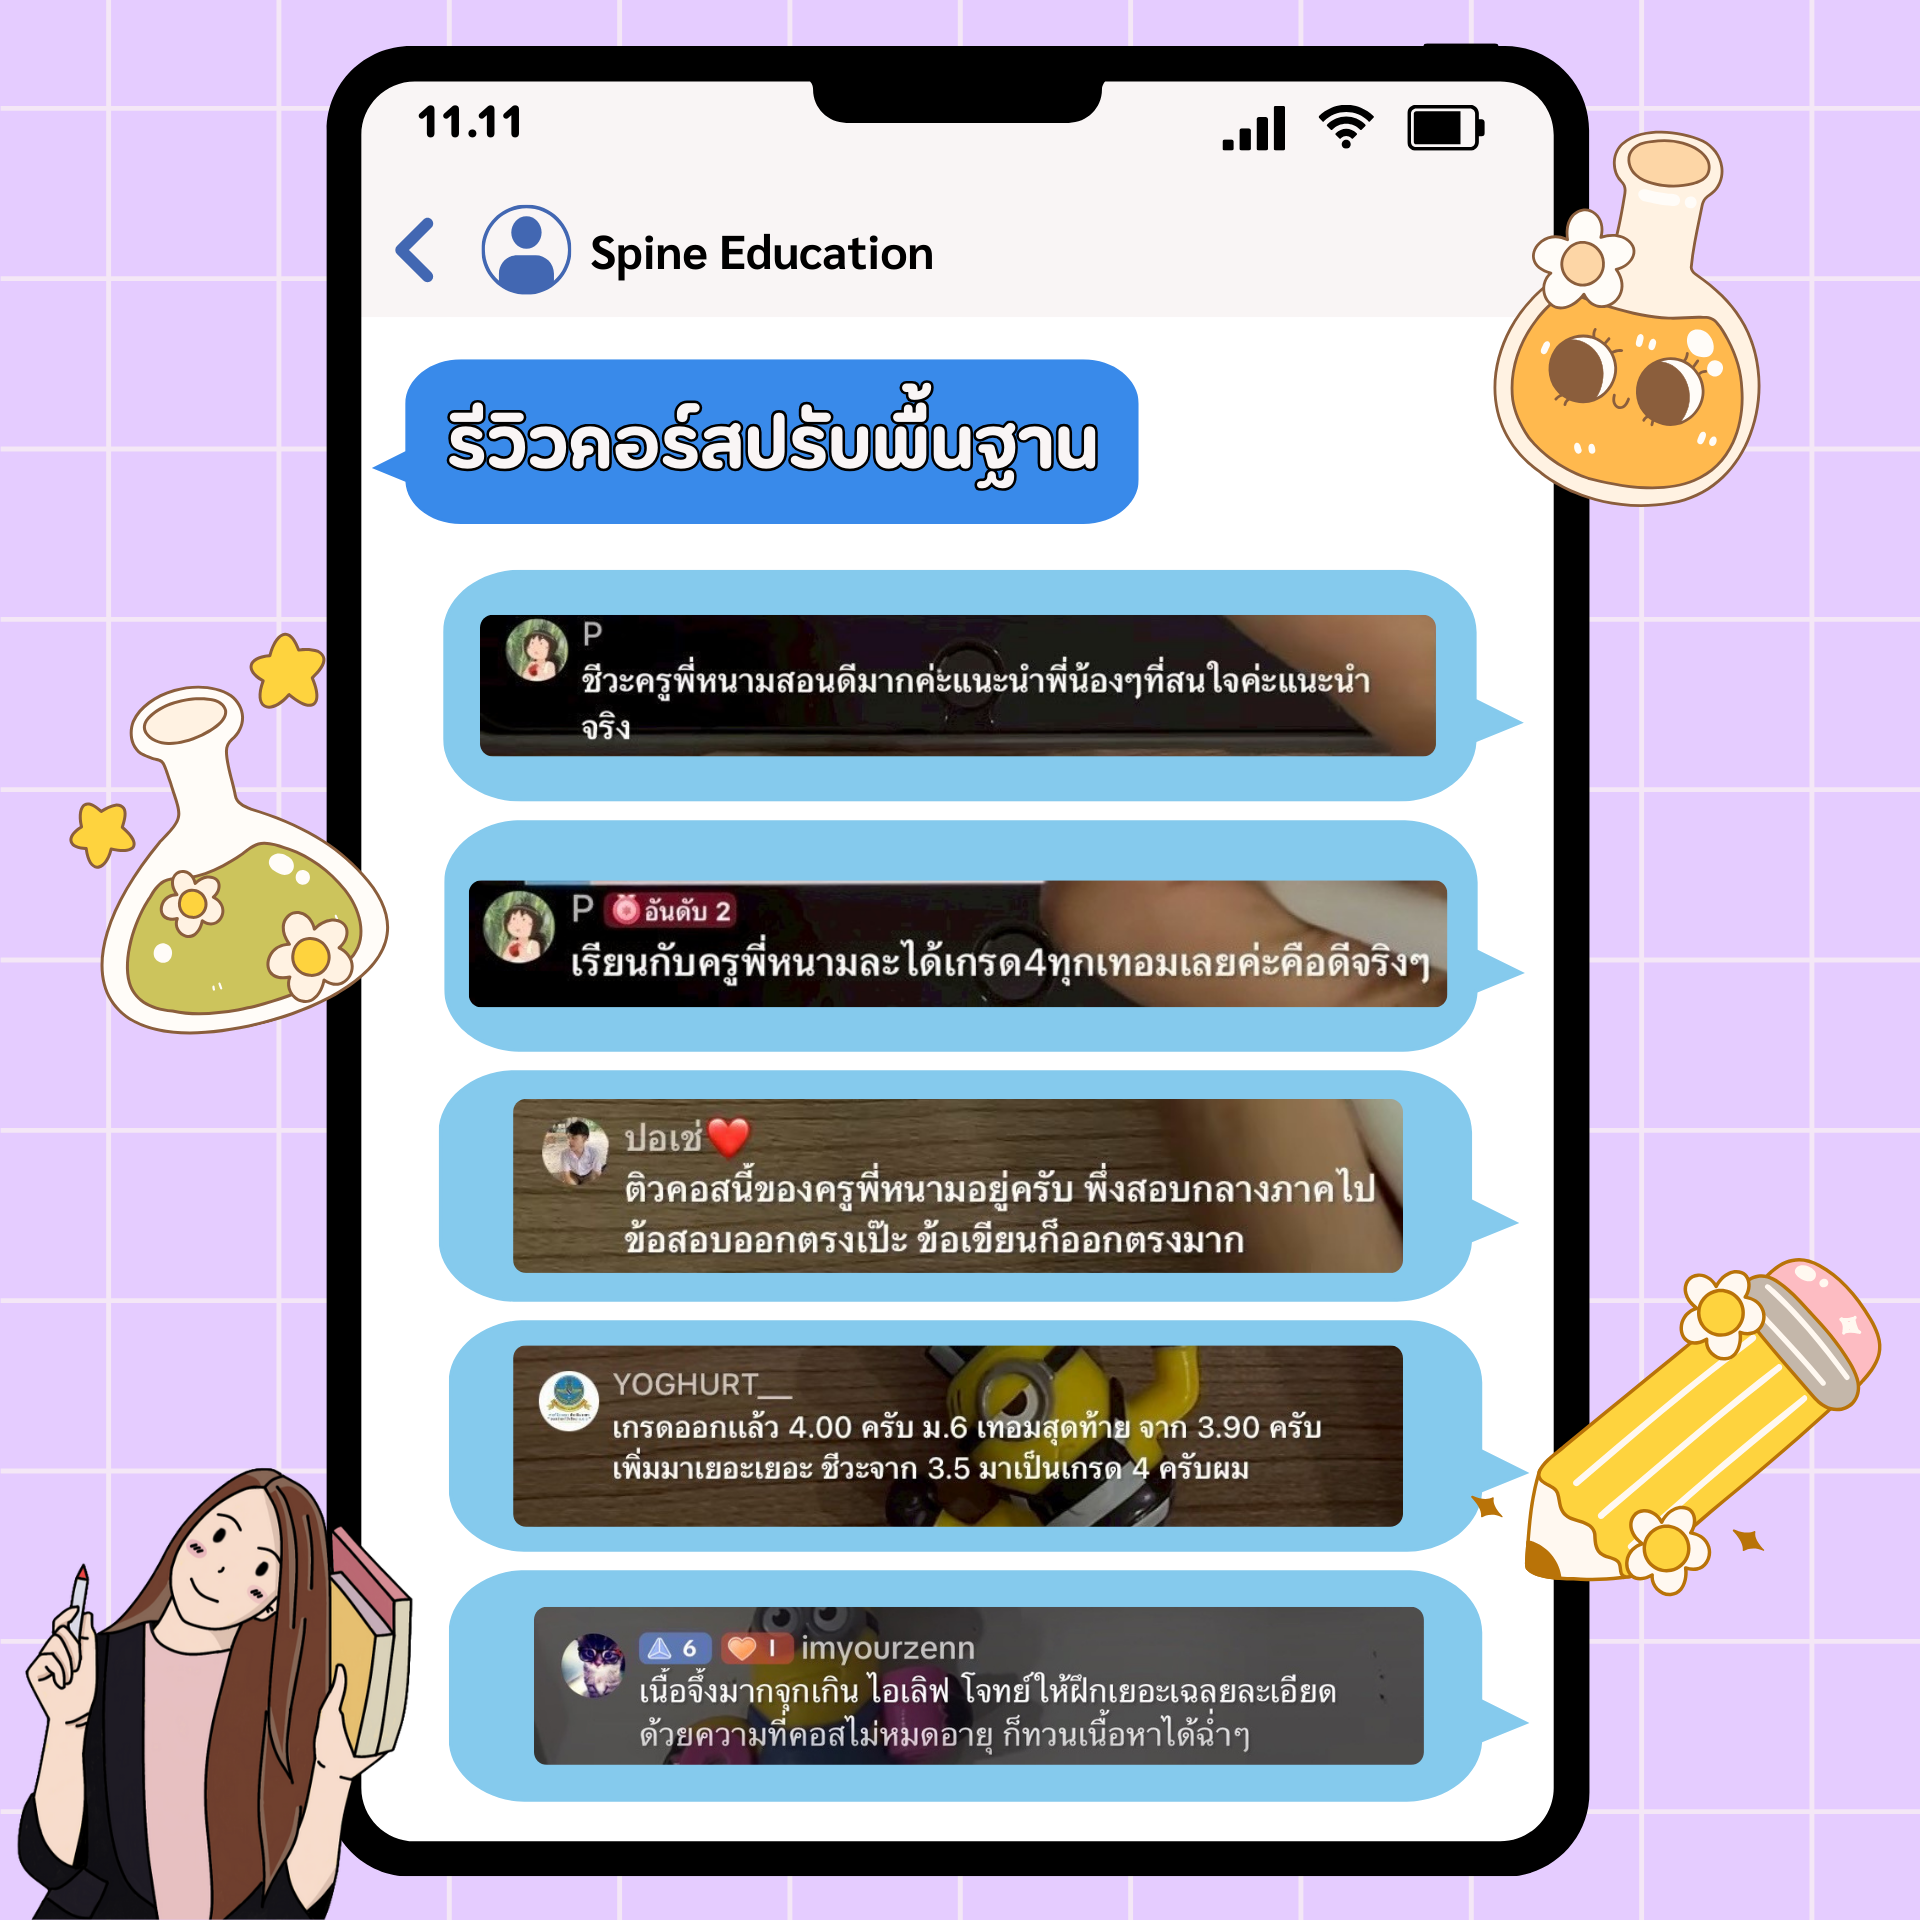 11.11
Spine Education
รีวิวคอร์สปรับพื้นฐาน
P
ชีวะครูพี่หนามสอนดีมากค่ะแนะนำพี่น้องๆที่สนใจค่ะแนะนำ
จริง
P อันดับ 2
เรียนกับครูพี่หนามละได้เกรด4ทุกเทอมเลยค่ะคือดีจริงๆ
ปอเช่❤️
ติวคอสนี้ของครูพี่หนามอยู่ครับ พึ่งสอบกลางภาคไป
ข้อสอบออกตรงเป๊ะ ข้อเขียนก็ออกตรงมาก
YOGHURT__
เกรดออกแล้ว 4.00 ครับ ม.6 เทอมสุดท้าย จาก 3.90 ครับ
เพิ่มมาเยอะเยอะ ชีวะจาก 3.5 มาเป็นเกรด 4 ครับผม
6 I imyourzenn
เนื้อจึ้งมากจุกเกิน ไอเลิฟ โจทย์ให้ฝึกเยอะเฉลยละเอียด
ด้วยความที่คอสไม่หมดอายุ ก็ทวนเนื้อหาได้ฉ่ำๆ